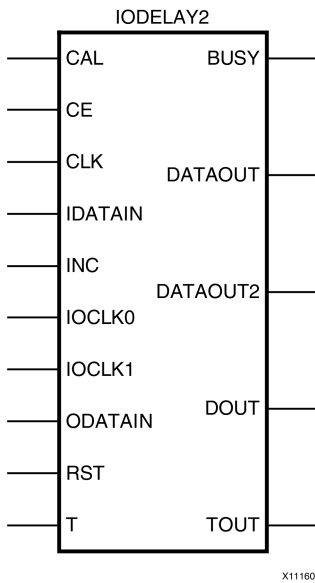 IODELAY2
CAL BUSY
CE
CLK
DATAOUT
IDATAIN
INC
DATAOUT2
IOCLK0
IOCLK1
DOUT
ODATAIN
RST
T TOUT
X11160